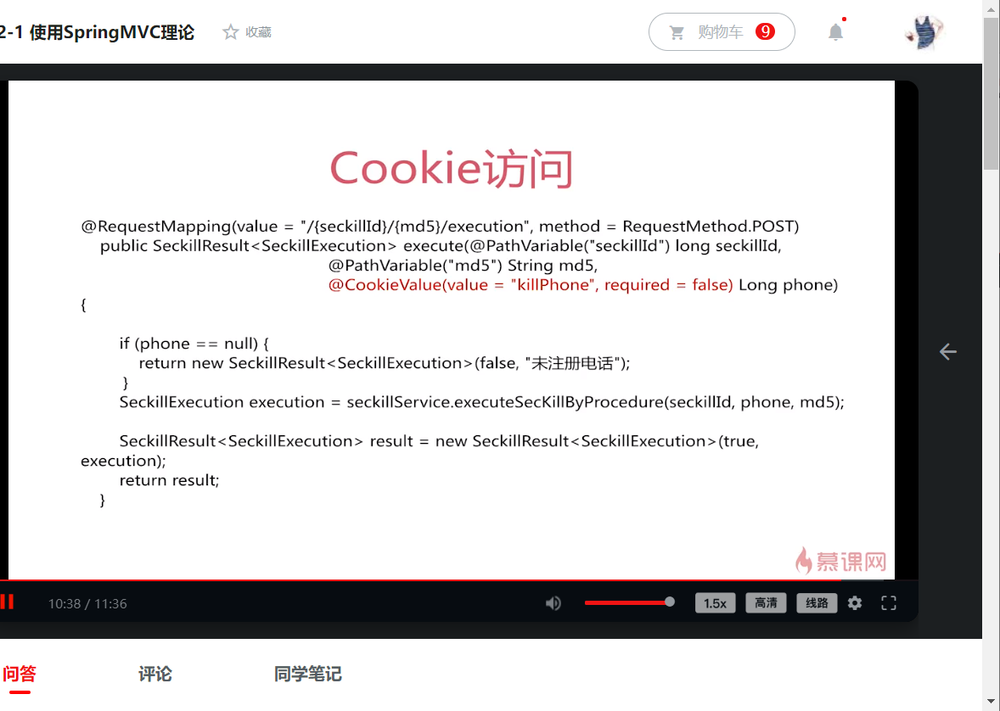 2-1 使用SpringMVC理论
收藏
购物车 9
Cookie访问
@RequestMapping(value = "/{seckillId}/{md5}/execution", method = RequestMethod.POST)
public SeckillResult<SeckillExecution> execute(@PathVariable("seckillId") long seckillId,
@PathVariable("md5") String md5,
@CookieValue(value = "killPhone", required = false) Long phone)
{
if (phone == null) {
return new SeckillResult<SeckillExecution>(false, "未注册电话");
}
SeckillExecution execution = seckillService.executeSecKillByProcedure(seckillId, phone, md5);
SeckillResult<SeckillExecution> result = new SeckillResult<SeckillExecution>(true,
execution);
return result;
}
慕课网
10:38 / 11:36
1.5x 高清 线路
问答 评论 同学笔记